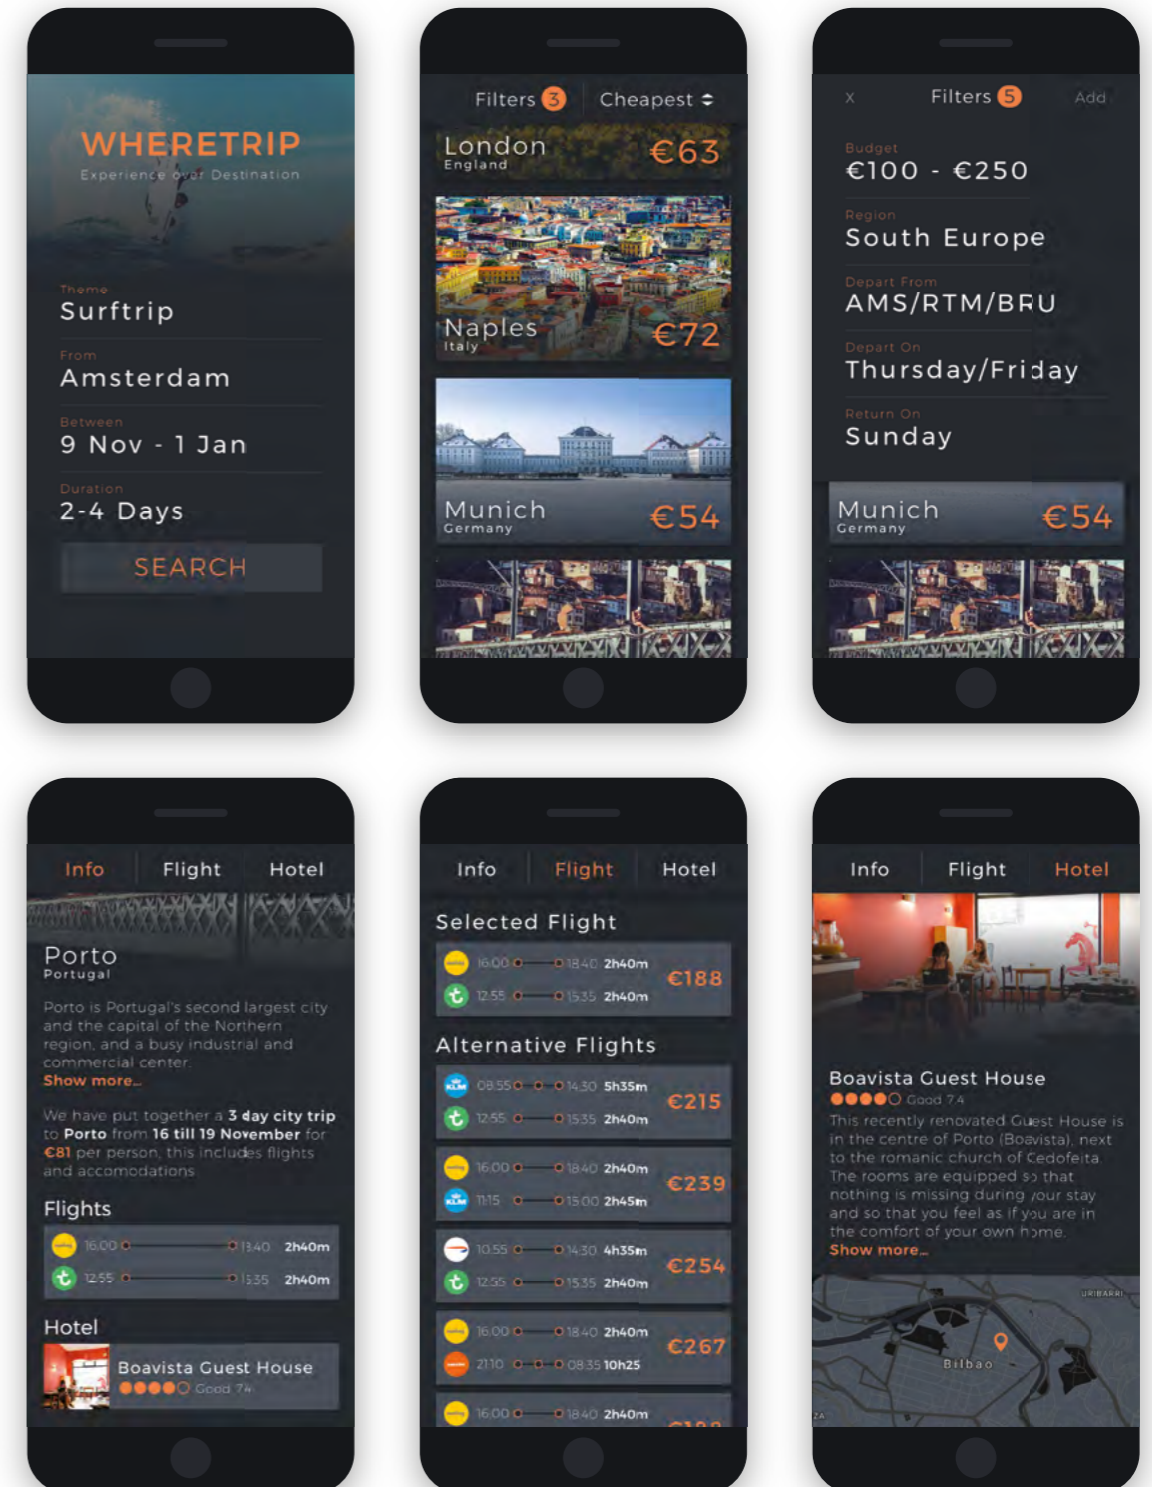 WHERETRIP
Experience over Destination
Theme
Surftrip
From
Amsterdam
Between
9 Nov - 1 Jan
Duration
2-4 Days
SEARCH
Filters 3 Cheapest
London €63
England
Naples €72
Italy
Munich €54
Germany
X Filters 5 Add
Budget
€100 - €250
Region
South Europe
Depart From
AMS/RTM/BRU
Depart On
Thursday/Friday
Return On
Sunday
Munich €54
Germany
Info Flight Hotel
Porto
Portugal
Porto is Portugal's second largest city
and the capital of the Northern
region, and a busy industrial and
commercial center.
Show more...
We have put together a 3 day city trip
to Porto from 16 till 19 November for
€81 per person, this includes flights
and accomodations
Flights
16.00 18.40 2h40m
12.55 15.35 2h40m
Hotel
Boavista Guest House
Good 7.4
Info Flight Hotel
Selected Flight
16.00 18.40 2h40m
€188
12.55 15.35 2h40m
Alternative Flights
KLM 08.55 14.30 5h35m
€215
12.55 15.35 2h40m
16.00 18.40 2h40m
€239
KLM 11.15 15.00 2h45m
10.55 14.30 4h35m
€254
12.55 15.35 2h40m
16.00 18.40 2h40m
€267
21.10 08.35 10h25
16.00 18.40 2h40m
Info Flight Hotel
Boavista Guest House
Good 7.4
This recently renovated Guest House is
in the centre of Porto (Boavista), next
to the romanic church of Cedofeita.
The rooms are equipped so that
nothing is missing during your stay
and so that you feel as if you are in
the comfort of your own home.
Show more...
URIBARRI
Bilbao
ZA